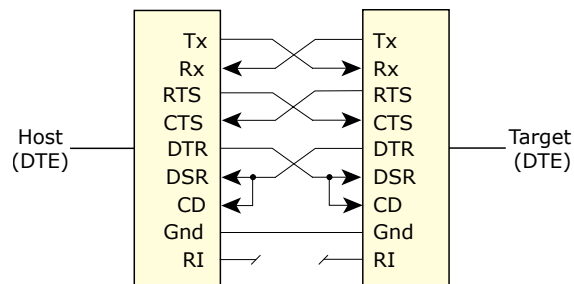 Host
(DTE)
Tx
Rx
RTS
CTS
DTR
DSR
CD
Gnd
RI
Tx
Rx
RTS
CTS
DTR
DSR
CD
Gnd
RI
Target
(DTE)